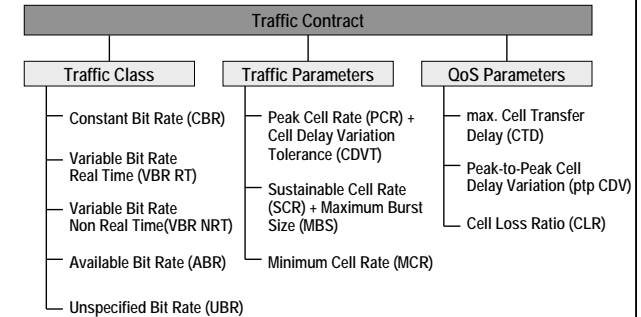 Traffic Contract
Traffic Class
Traffic Parameters
QoS Parameters
Constant Bit Rate (CBR)
Variable Bit Rate
Real Time (VBR RT)
Variable Bit Rate
Non Real Time(VBR NRT)
Available Bit Rate (ABR)
Unspecified Bit Rate (UBR)
Peak Cell Rate (PCR) +
Cell Delay Variation
Tolerance (CDVT)
Sustainable Cell Rate
(SCR) + Maximum Burst
Size (MBS)
Minimum Cell Rate (MCR)
max. Cell Transfer
Delay (CTD)
Peak-to-Peak Cell
Delay Variation (ptp CDV)
Cell Loss Ratio (CLR)